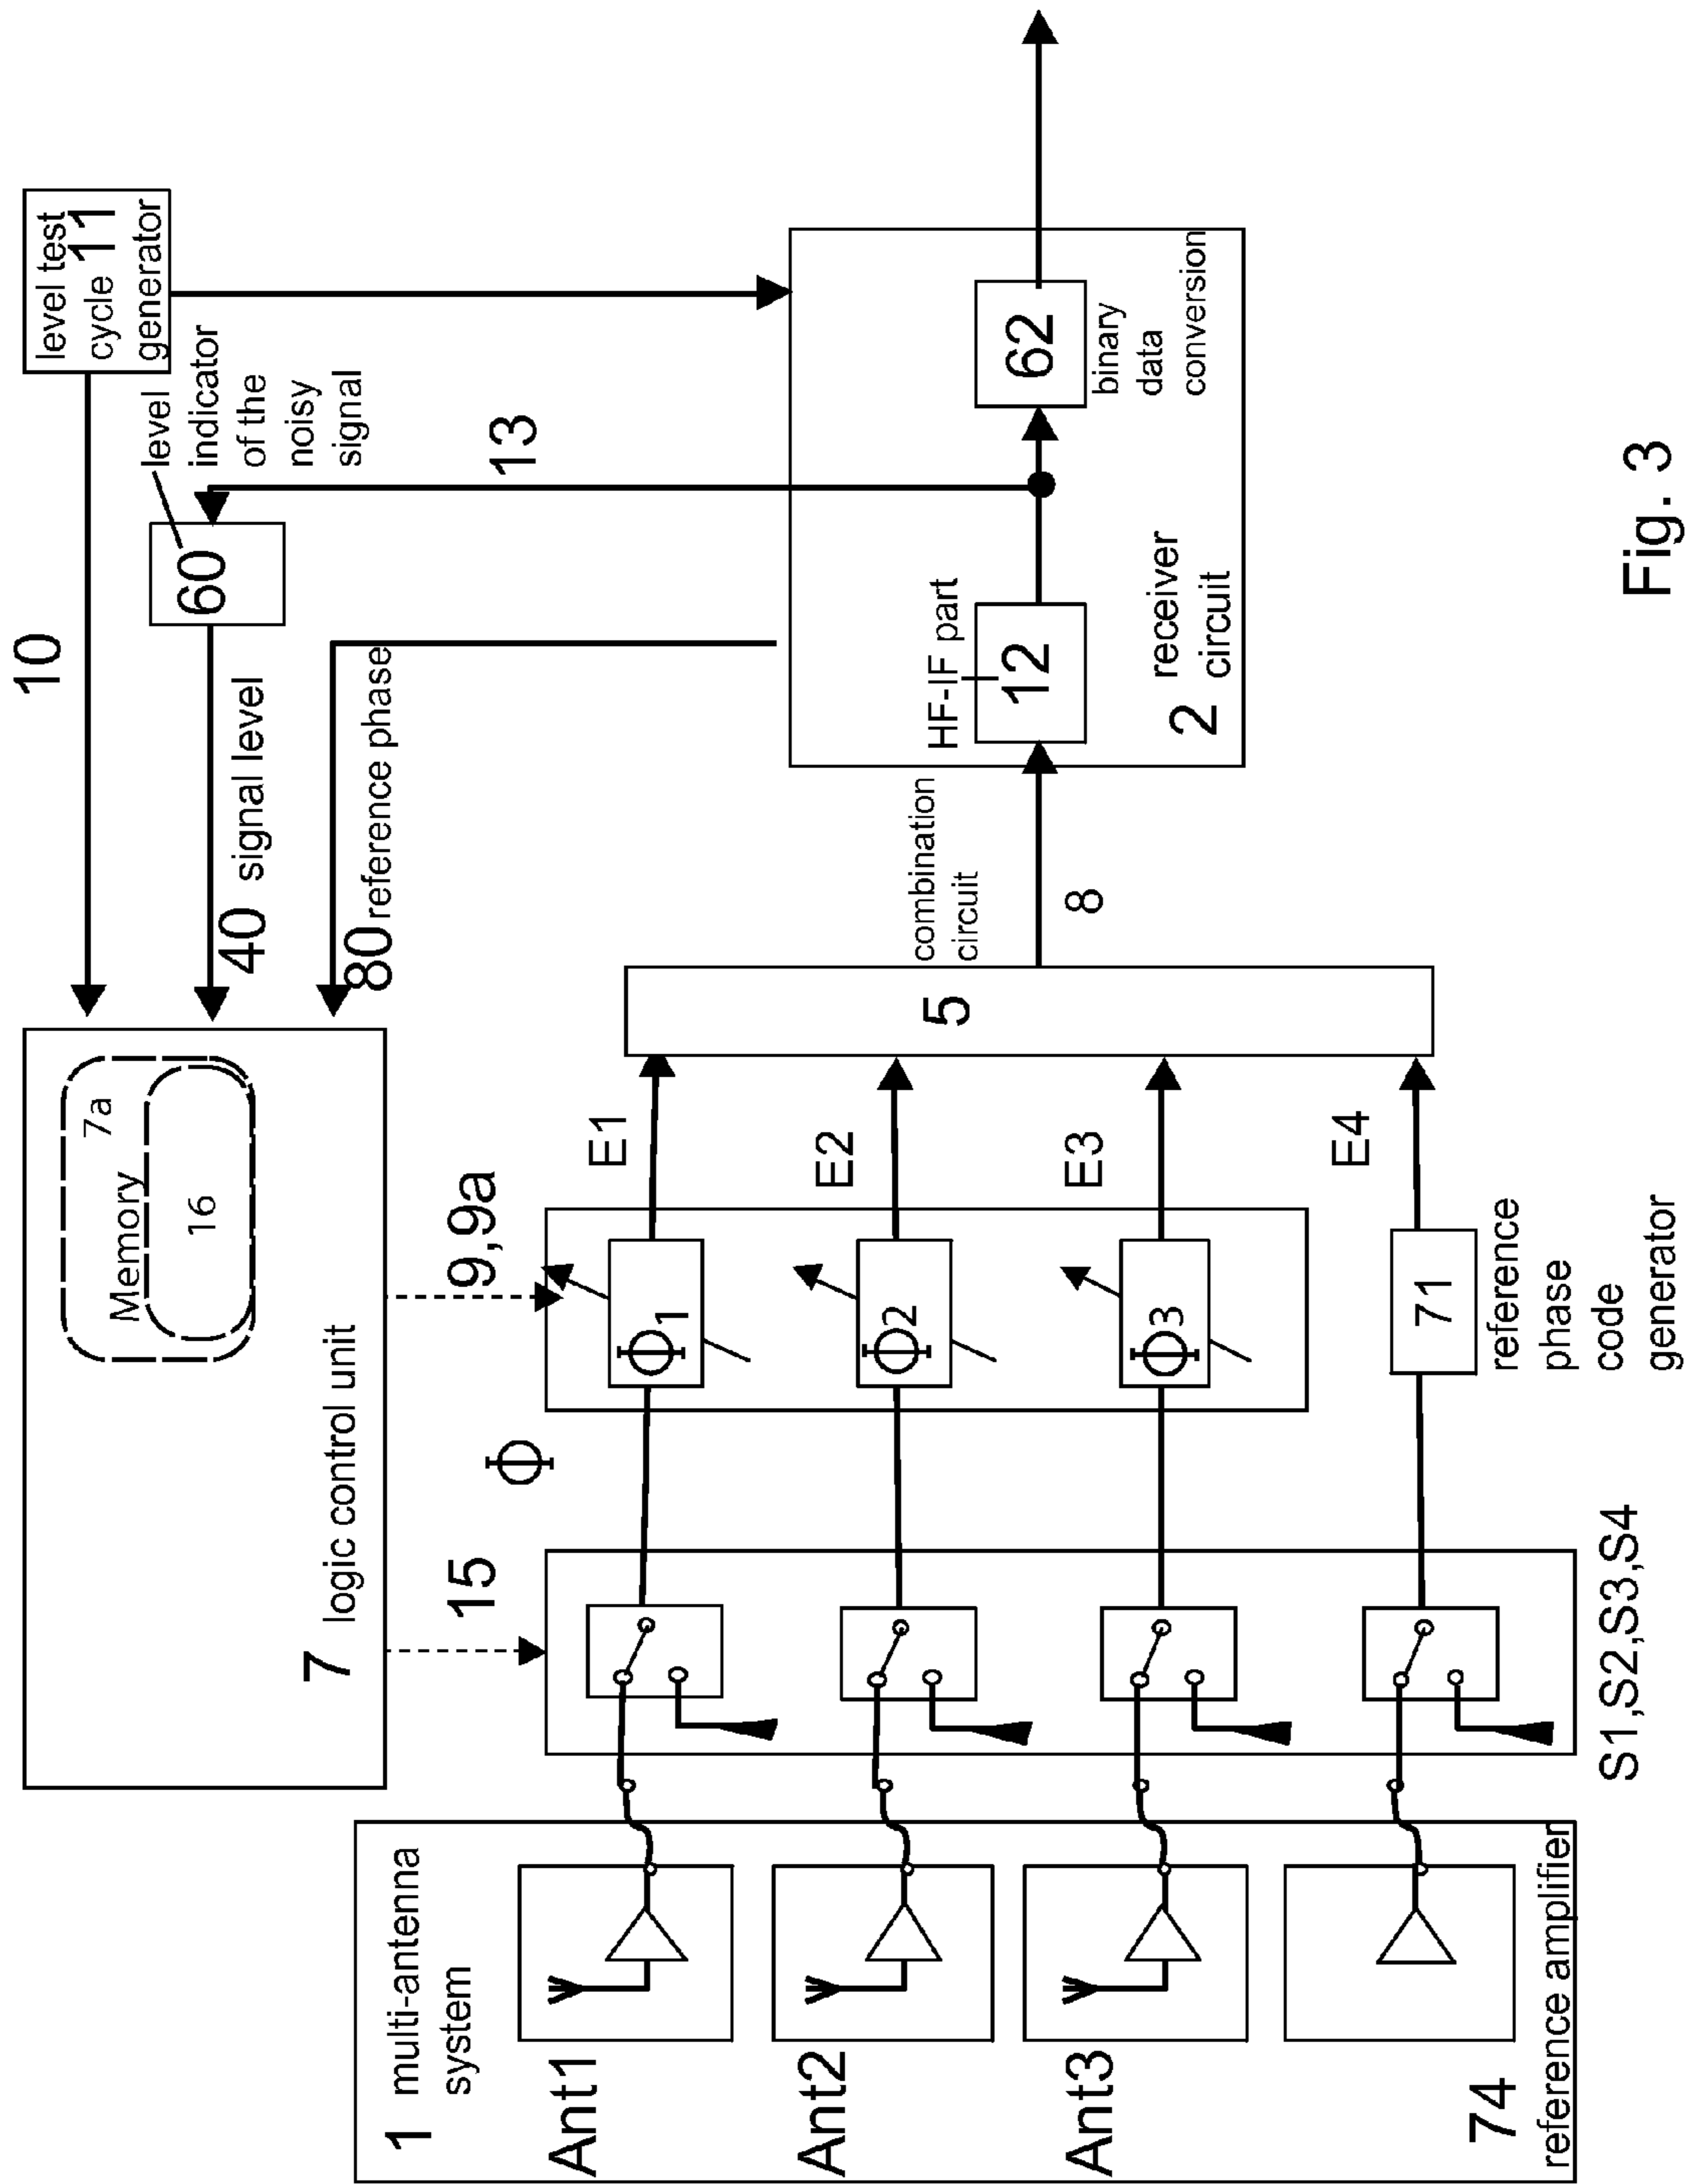 10
level test
cycle 11
generator
level
indicator
of the
noisy
signal
60
13
40 signal level
80 reference phase
7a
Memory
16
7 logic control unit
15
Φ
9,9a
1 multi-antenna
system
Ant1
Φ1
E1
Ant2
Φ2
E2
Ant3
Φ3
E3
74
reference amplifier
S1,S2,S3,S4
71
reference
phase
code
generator
E4
5
combination
circuit
8
HF-IF part
12
2 receiver
circuit
62
binary
data
conversion
Fig. 3